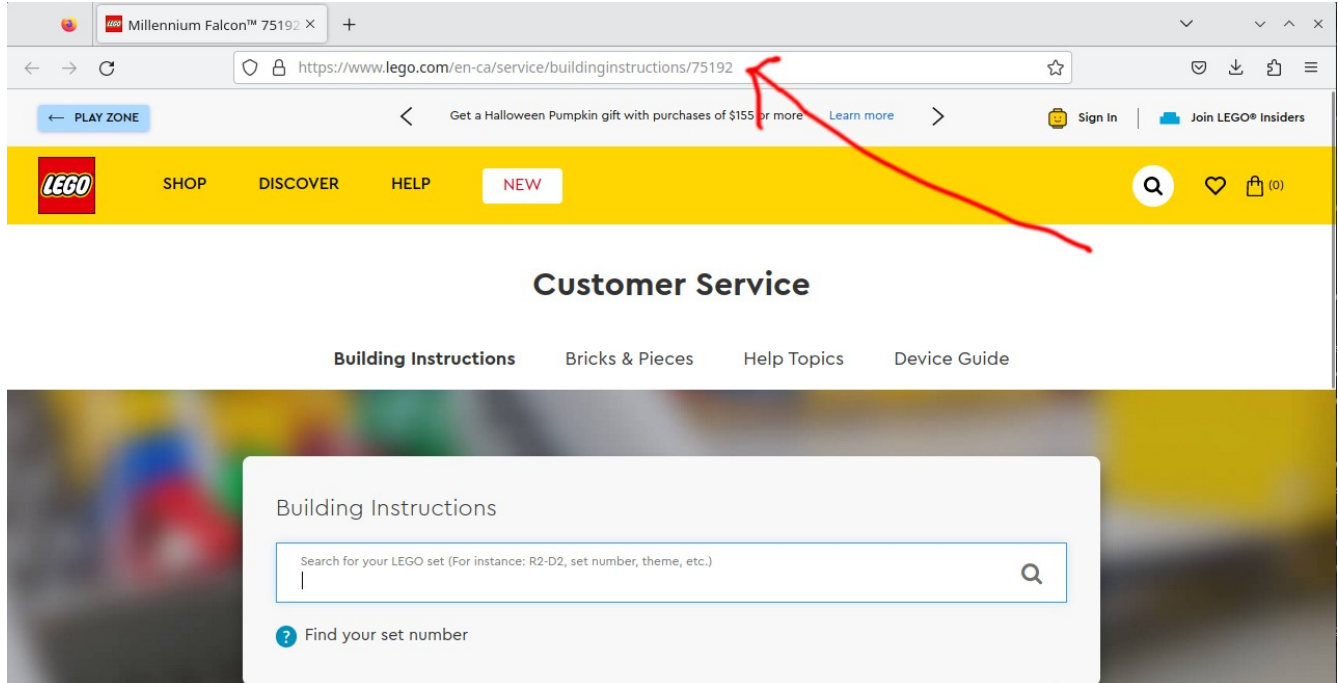 Millennium Falcon™ 75192
https://www.lego.com/en-ca/service/buildinginstructions/75192
← PLAY ZONE Get a Halloween Pumpkin gift with purchases of $155 or more Learn more Sign In Join LEGO® Insiders
LEGO SHOP DISCOVER HELP NEW (0)
Customer Service
Building Instructions Bricks & Pieces Help Topics Device Guide
Building Instructions
Search for your LEGO set (For instance: R2-D2, set number, theme, etc.)
? Find your set number